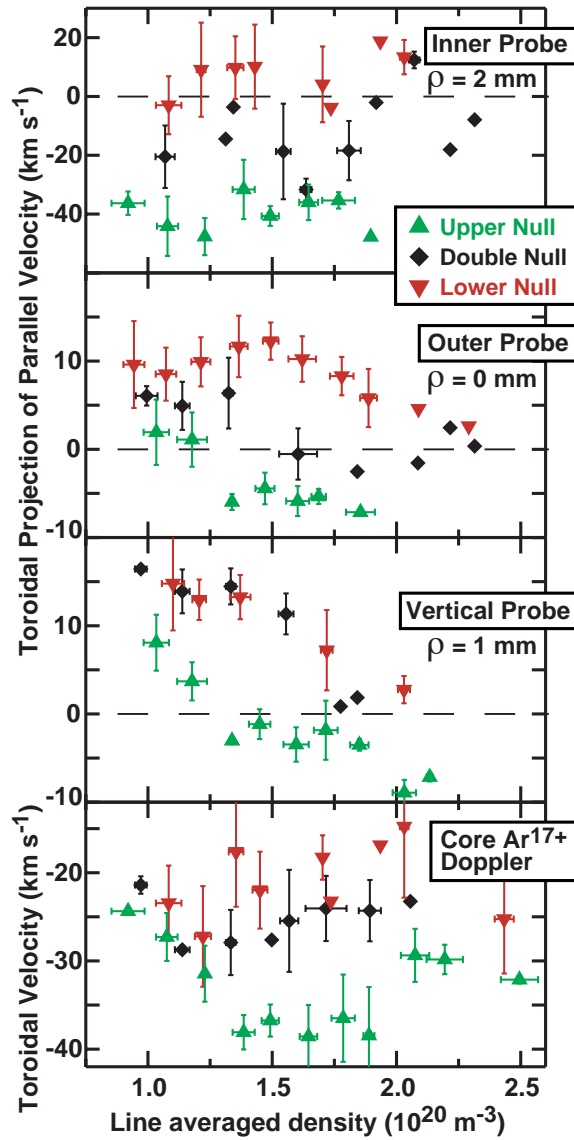 Toroidal Projection of Parallel Velocity (km s⁻¹)
20
0
-20
-40
Inner Probe
ρ = 2 mm
Upper Null
Double Null
Lower Null
10
0
-10
Outer Probe
ρ = 0 mm
10
0
-10
Vertical Probe
ρ = 1 mm
Toroidal Velocity (km s⁻¹)
-20
-30
-40
Core Ar¹⁷⁺
Doppler
1.0 1.5 2.0 2.5
Line averaged density (10²⁰ m⁻³)